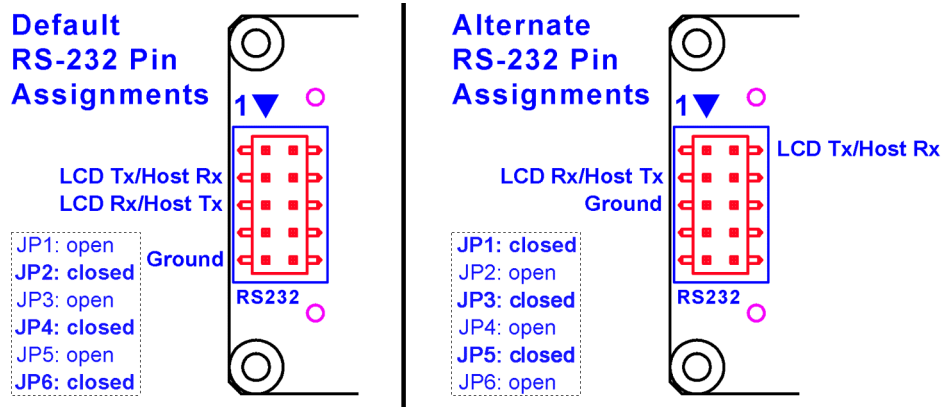 Default
RS-232 Pin
Assignments
1
LCD Tx/Host Rx
LCD Rx/Host Tx
Ground
RS232
JP1: open
JP2: closed
JP3: open
JP4: closed
JP5: open
JP6: closed
Alternate
RS-232 Pin
Assignments
1
LCD Tx/Host Rx
LCD Rx/Host Tx
Ground
RS232
JP1: closed
JP2: open
JP3: closed
JP4: open
JP5: closed
JP6: open